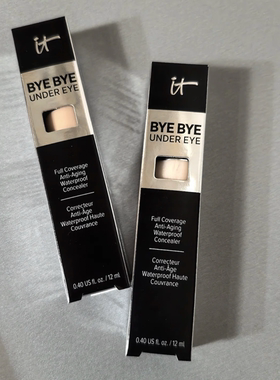 it
BYE BYE
UNDER EYE
Full Coverage
Anti-Aging
Waterproof
Concealer
Correcteur
Anti-Âge
Waterproof Haute
Couvrance
0.40 US fl. oz. / 12 ml
it
BYE BYE
UNDER EYE
Full Coverage
Anti-Aging
Waterproof
Concealer
Correcteur
Anti-Âge
Waterproof Haute
Couvrance
0.40 US fl. oz. / 12 ml